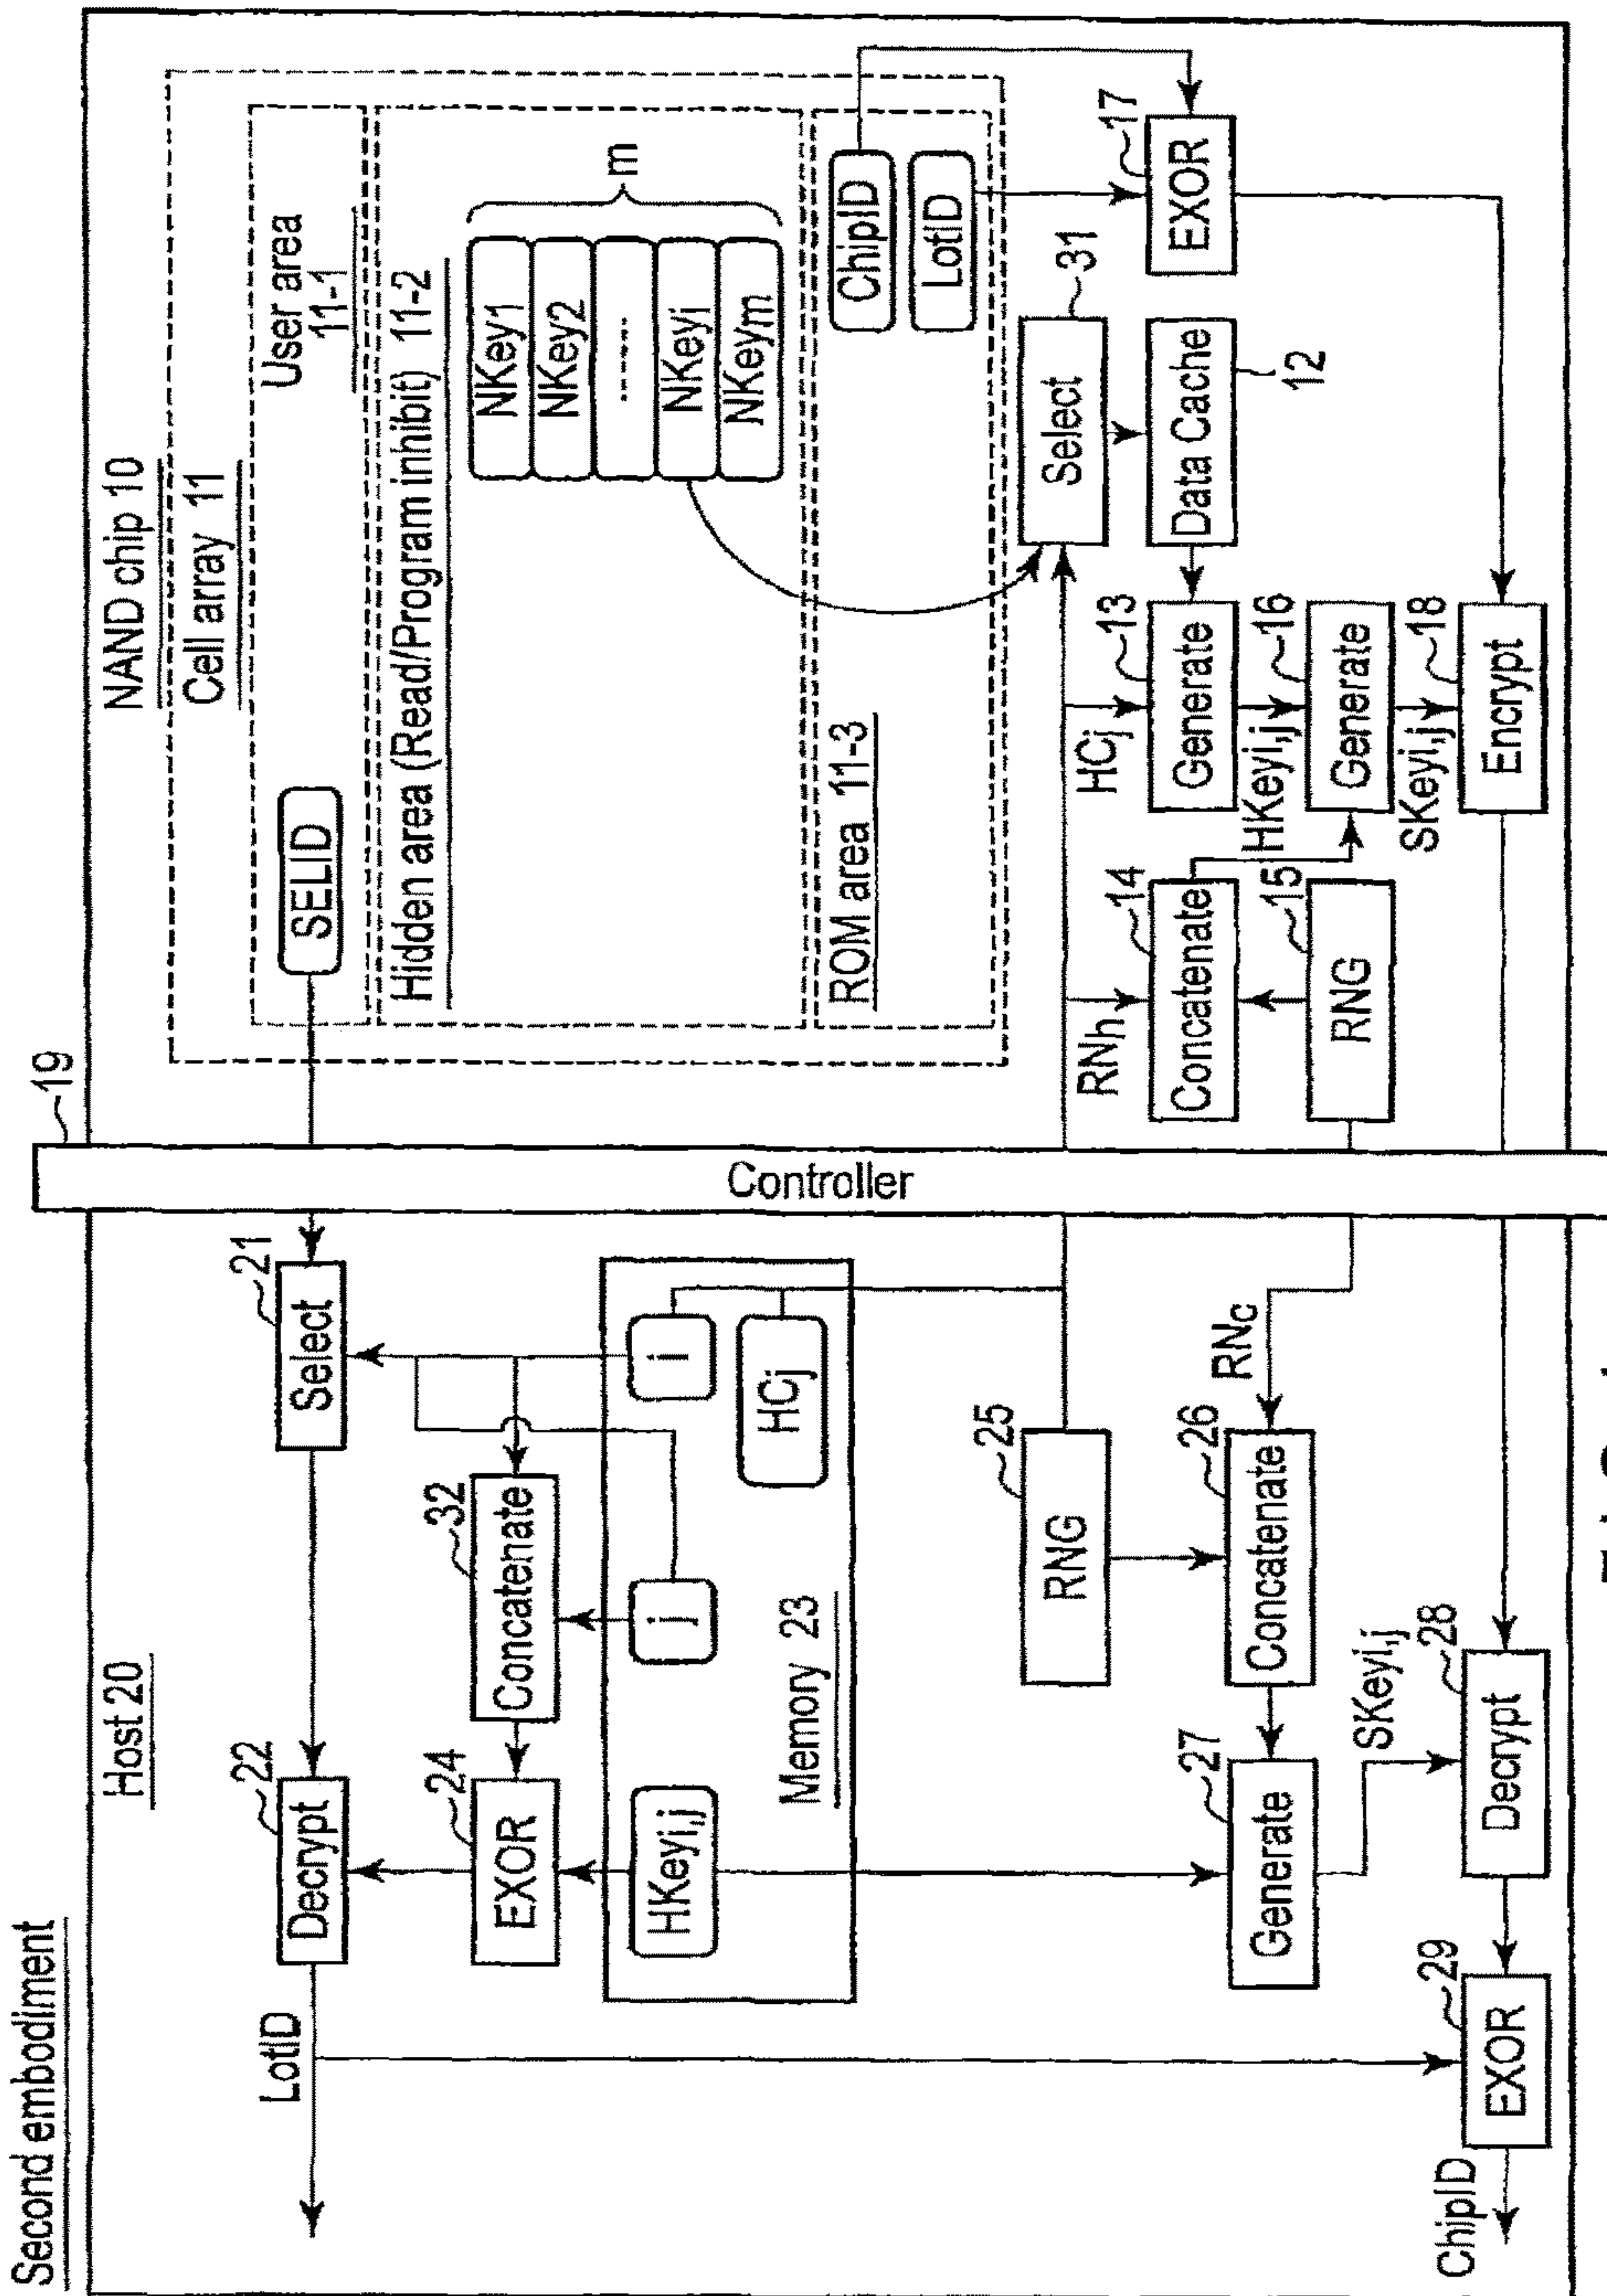 Second embodiment
Host 20
NAND chip 10
Cell array 11
User area
11-1
SELID
Hidden area (Read/Program inhibit) 11-2
NKey1
NKey2
......
NKeyi
NKeym
m
ROM area 11-3
ChipID
LotID
19
Controller
21
Select
22
Decrypt
LotID
32
Concatenate
24
EXOR
HKeyi,j
j
i
HCj
Memory 23
25
RNG
RNc
26
Concatenate
27
Generate
SKeyi,j
28
Decrypt
29
EXOR
ChipID
RNh
14
Concatenate
15
RNG
HCj
13
Generate
HKeyi,j
16
Generate
SKeyi,j
18
Encrypt
31
Select
Data Cache
12
17
EXOR